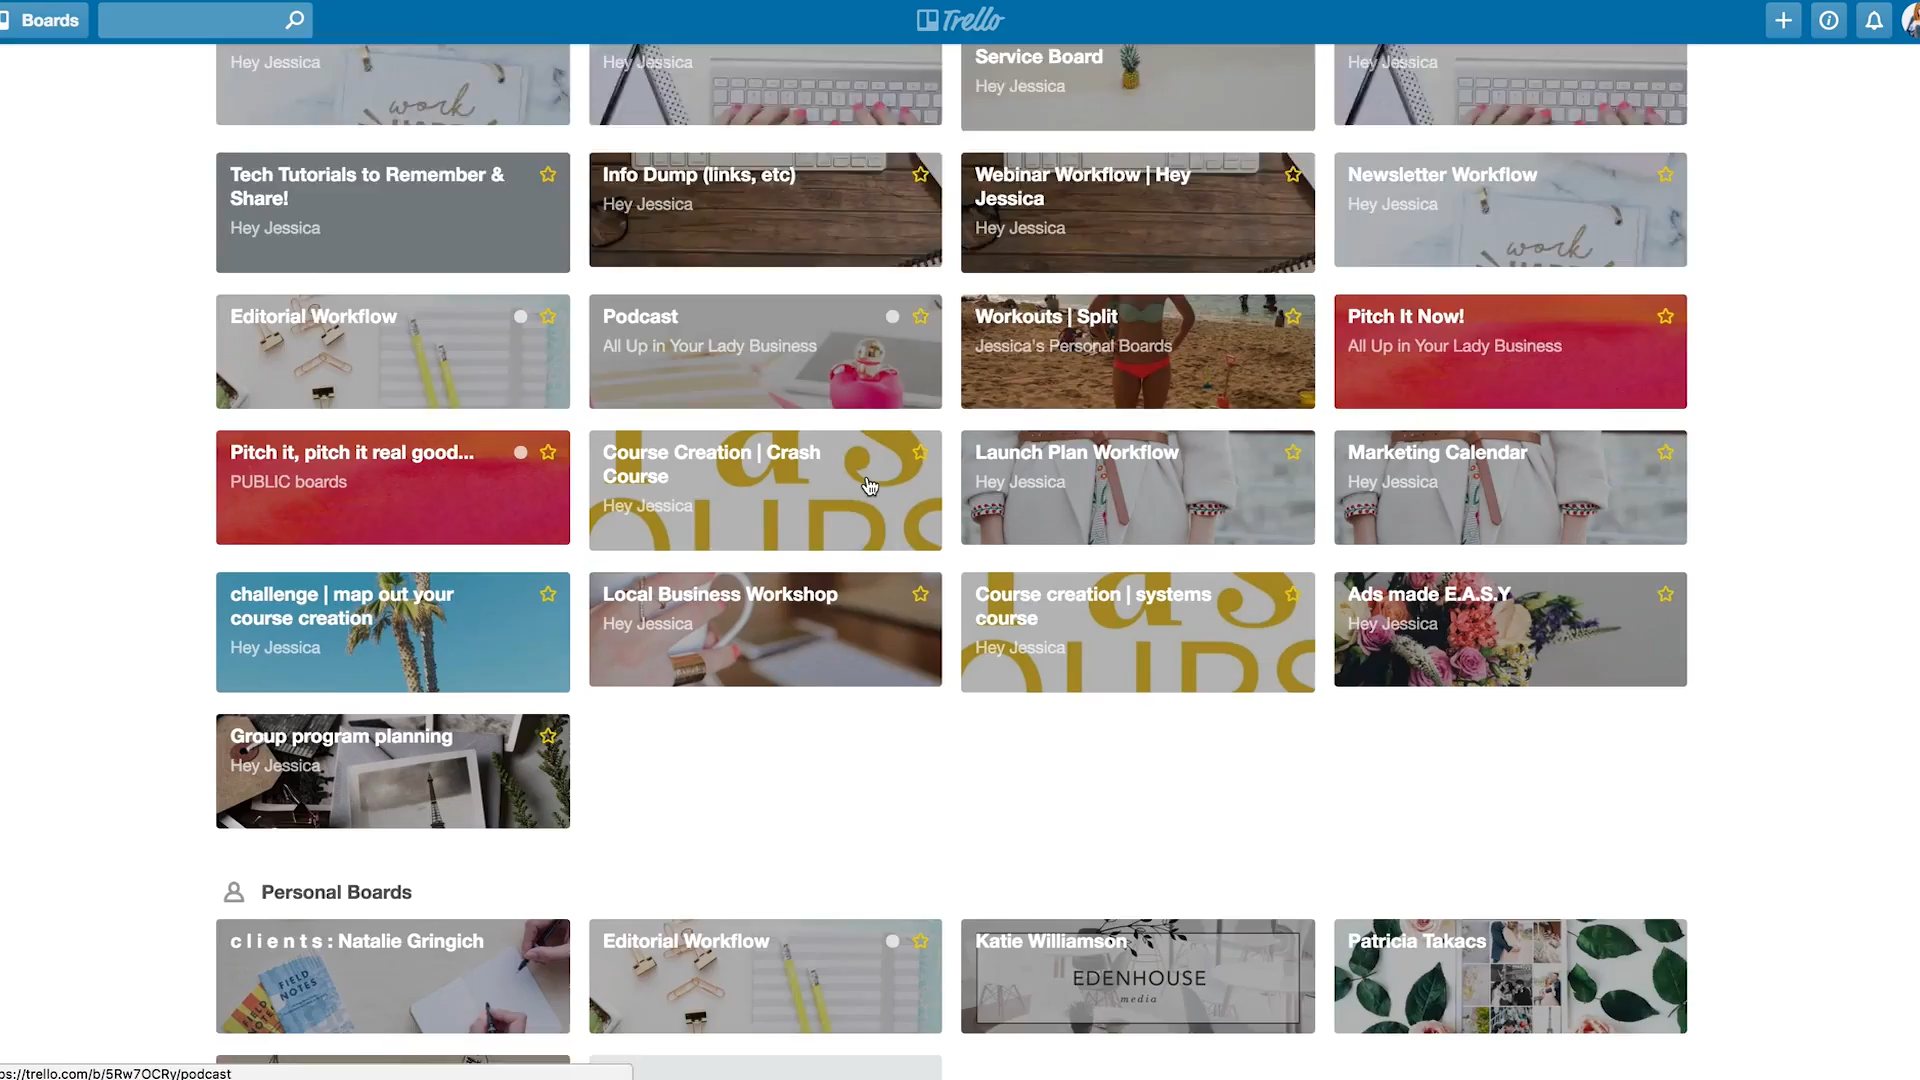 Boards
Trello
Hey Jessica
Hey Jessica
Service Board
Hey Jessica
Hey Jessica
work
Tech Tutorials to Remember &
Share!
Hey Jessica
Info Dump (links, etc)
Hey Jessica
Webinar Workflow | Hey
Jessica
Hey Jessica
Newsletter Workflow
Hey Jessica
work
Editorial Workflow
Podcast
All Up in Your Lady Business
Workouts | Split
Jessica's Personal Boards
Pitch It Now!
All Up in Your Lady Business
Pitch it, pitch it real good...
PUBLIC boards
Course Creation | Crash
Course
Hey Jessica
Launch Plan Workflow
Hey Jessica
Marketing Calendar
Hey Jessica
challenge | map out your
course creation
Hey Jessica
Local Business Workshop
Hey Jessica
Course creation | systems
course
Hey Jessica
Ads made E.A.S.Y
Hey Jessica
Group program planning
Hey Jessica
Personal Boards
c l i e n t s : Natalie Gringich
FIELD
NOTES
Editorial Workflow
Katie Williamson
EDENHOUSE
media
Patricia Takacs
ps://trello.com/b/5Rw7OCRy/podcast